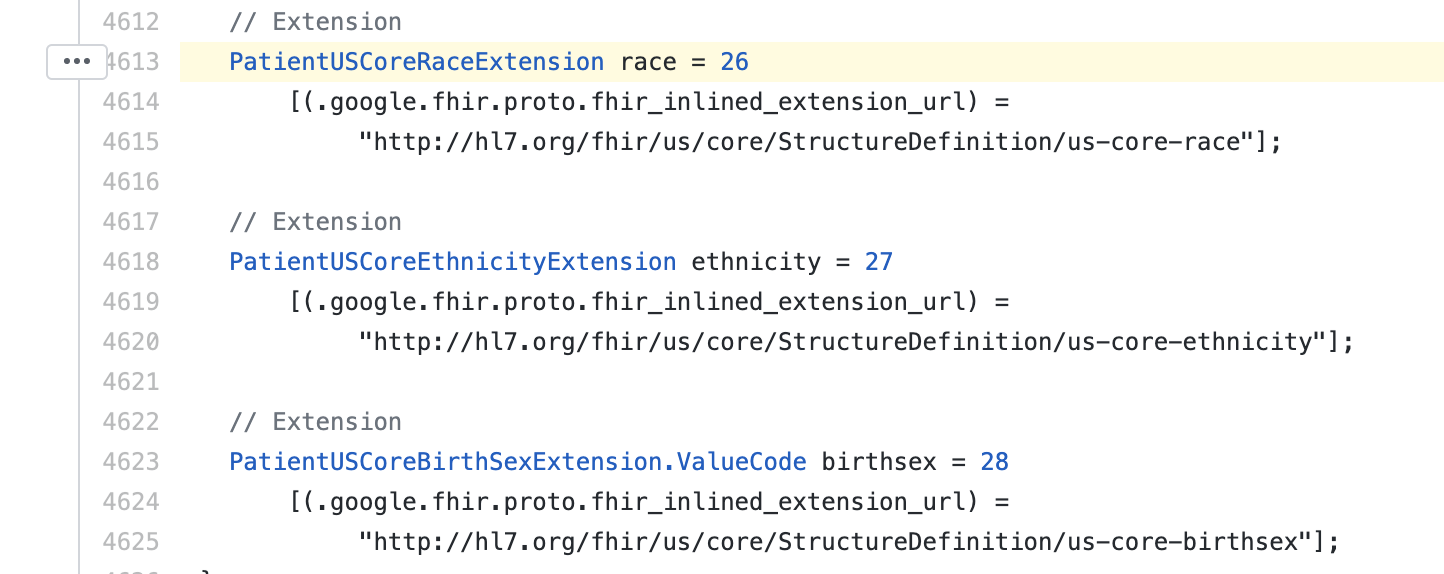 4612 // Extension
••• 4613 PatientUSCoreRaceExtension race = 26
4614 [(.google.fhir.proto.fhir_inlined_extension_url) =
4615 "http://hl7.org/fhir/us/core/StructureDefinition/us-core-race"];
4616
4617 // Extension
4618 PatientUSCoreEthnicityExtension ethnicity = 27
4619 [(.google.fhir.proto.fhir_inlined_extension_url) =
4620 "http://hl7.org/fhir/us/core/StructureDefinition/us-core-ethnicity"];
4621
4622 // Extension
4623 PatientUSCoreBirthSexExtension.ValueCode birthsex = 28
4624 [(.google.fhir.proto.fhir_inlined_extension_url) =
4625 "http://hl7.org/fhir/us/core/StructureDefinition/us-core-birthsex"];